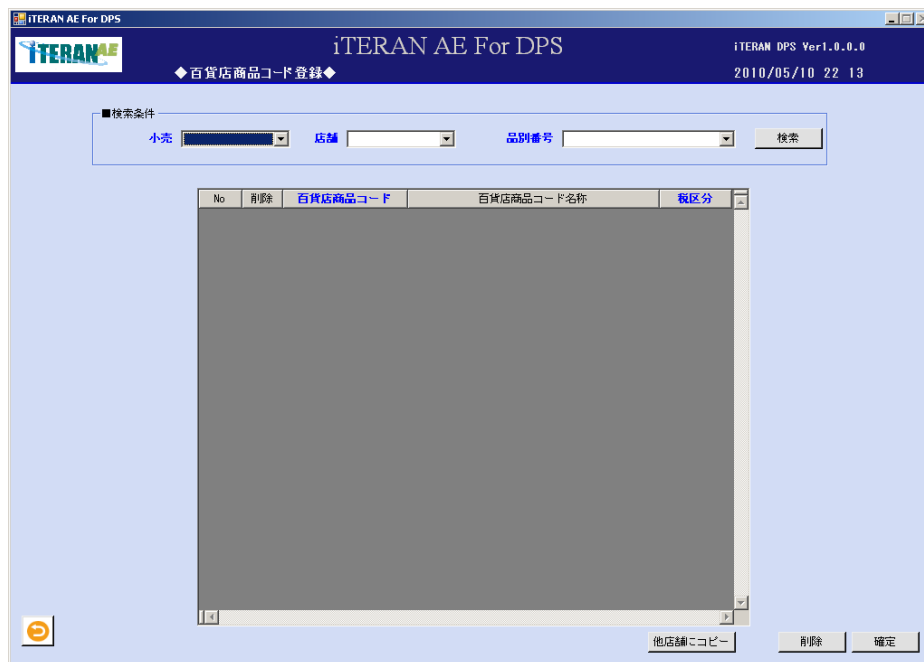 iTERAN AE For DPS
iTERAN AE
iTERAN AE For DPS
iTERAN DPS Ver1.0.0.0
◆百貨店商品コード登録◆
2010/05/10 22 13
■検索条件
小売 店舗 品別番号 検索
No 削除 百貨店商品コード 百貨店商品コード名称 税区分
他店舗にコピー 削除 確定